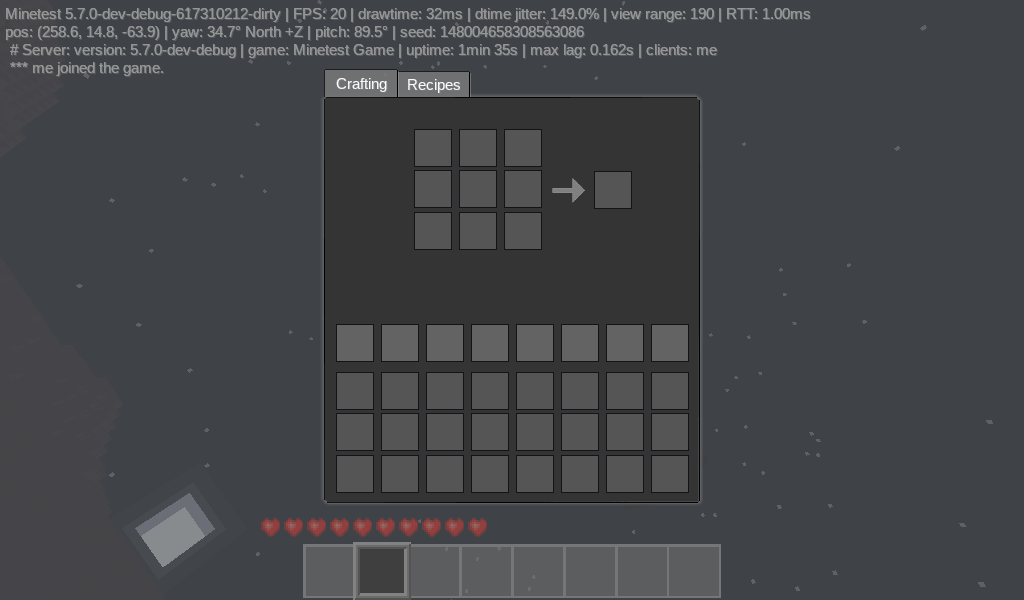 Minetest 5.7.0-dev-debug-617310212-dirty | FPS: 20 | drawtime: 32ms | dtime jitter: 149.0% | view range: 190 | RTT: 1.00ms
pos: (258.6, 14.8, -63.9) | yaw: 34.7° North +Z | pitch: 89.5° | seed: 148004658308563086
# Server: version: 5.7.0-dev-debug | game: Minetest Game | uptime: 1min 35s | max lag: 0.162s | clients: me
*** me joined the game.
Crafting Recipes